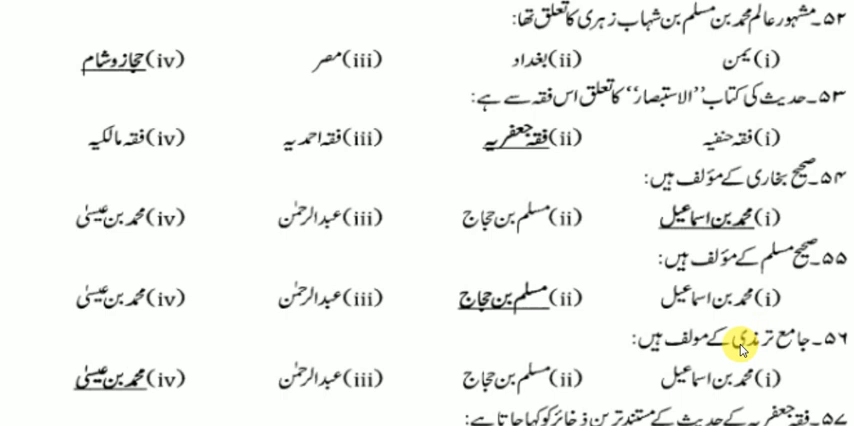 ۵۲۔ مشہور عالم محمد بن مسلم بن شہاب زہری کا تعلق تھا:
(i) یمن (ii) بغداد (iii) مصر (iv) حجاز و شام
۵۳۔ حدیث کی کتاب ’’الاستبصار‘‘ کا تعلق اس فقہ سے ہے:
(i) فقہ حنفیہ (ii) فقہ جعفریہ (iii) فقہ احمدیہ (iv) فقہ مالکیہ
۵۴۔ صحیح بخاری کے مؤلف ہیں:
(i) محمد بن اسماعیل (ii) مسلم بن حجاج (iii) عبدالرحمٰن (iv) محمد بن عیسیٰ
۵۵۔ صحیح مسلم کے مؤلف ہیں:
(i) محمد بن اسماعیل (ii) مسلم بن حجاج (iii) عبدالرحمٰن (iv) محمد بن عیسیٰ
۵۶۔ جامع ترمذی کے مولف ہیں:
(i) محمد بن اسماعیل (ii) مسلم بن حجاج (iii) عبدالرحمٰن (iv) محمد بن عیسیٰ
۵۷۔ فقہ جعفریہ کے حدیث کے مستند ترین ذخائر کو کہا جاتا ہے: